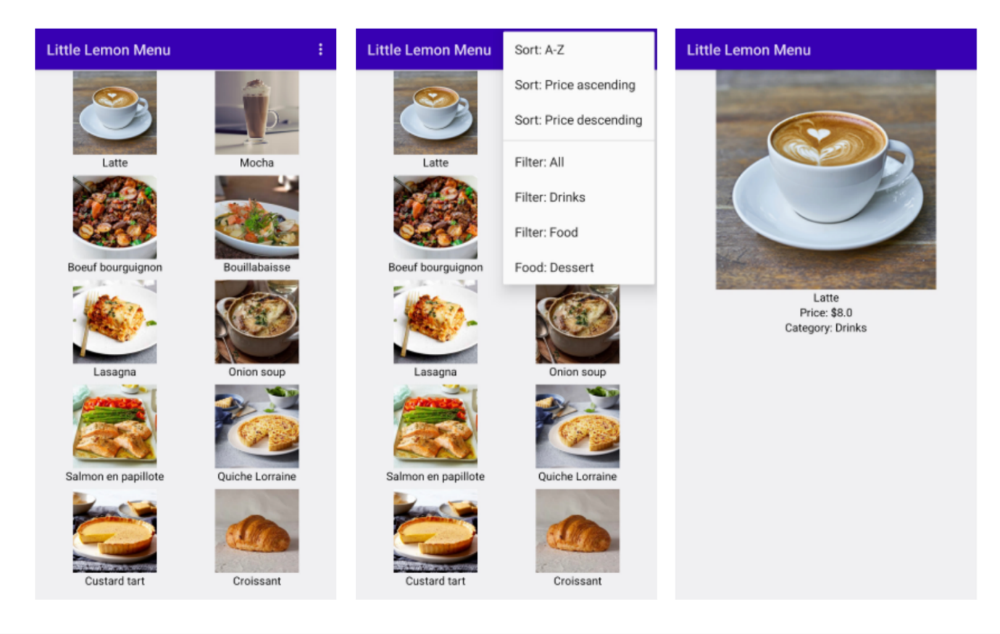 Little Lemon Menu
Latte
Mocha
Boeuf bourguignon
Bouillabaisse
Lasagna
Onion soup
Salmon en papillote
Quiche Lorraine
Custard tart
Croissant
Little Lemon Menu
Sort: A-Z
Sort: Price ascending
Sort: Price descending
Filter: All
Filter: Drinks
Filter: Food
Food: Dessert
Latte
Boeuf bourguignon
Lasagna
Onion soup
Salmon en papillote
Quiche Lorraine
Custard tart
Croissant
Little Lemon Menu
Latte
Price: $8.0
Category: Drinks